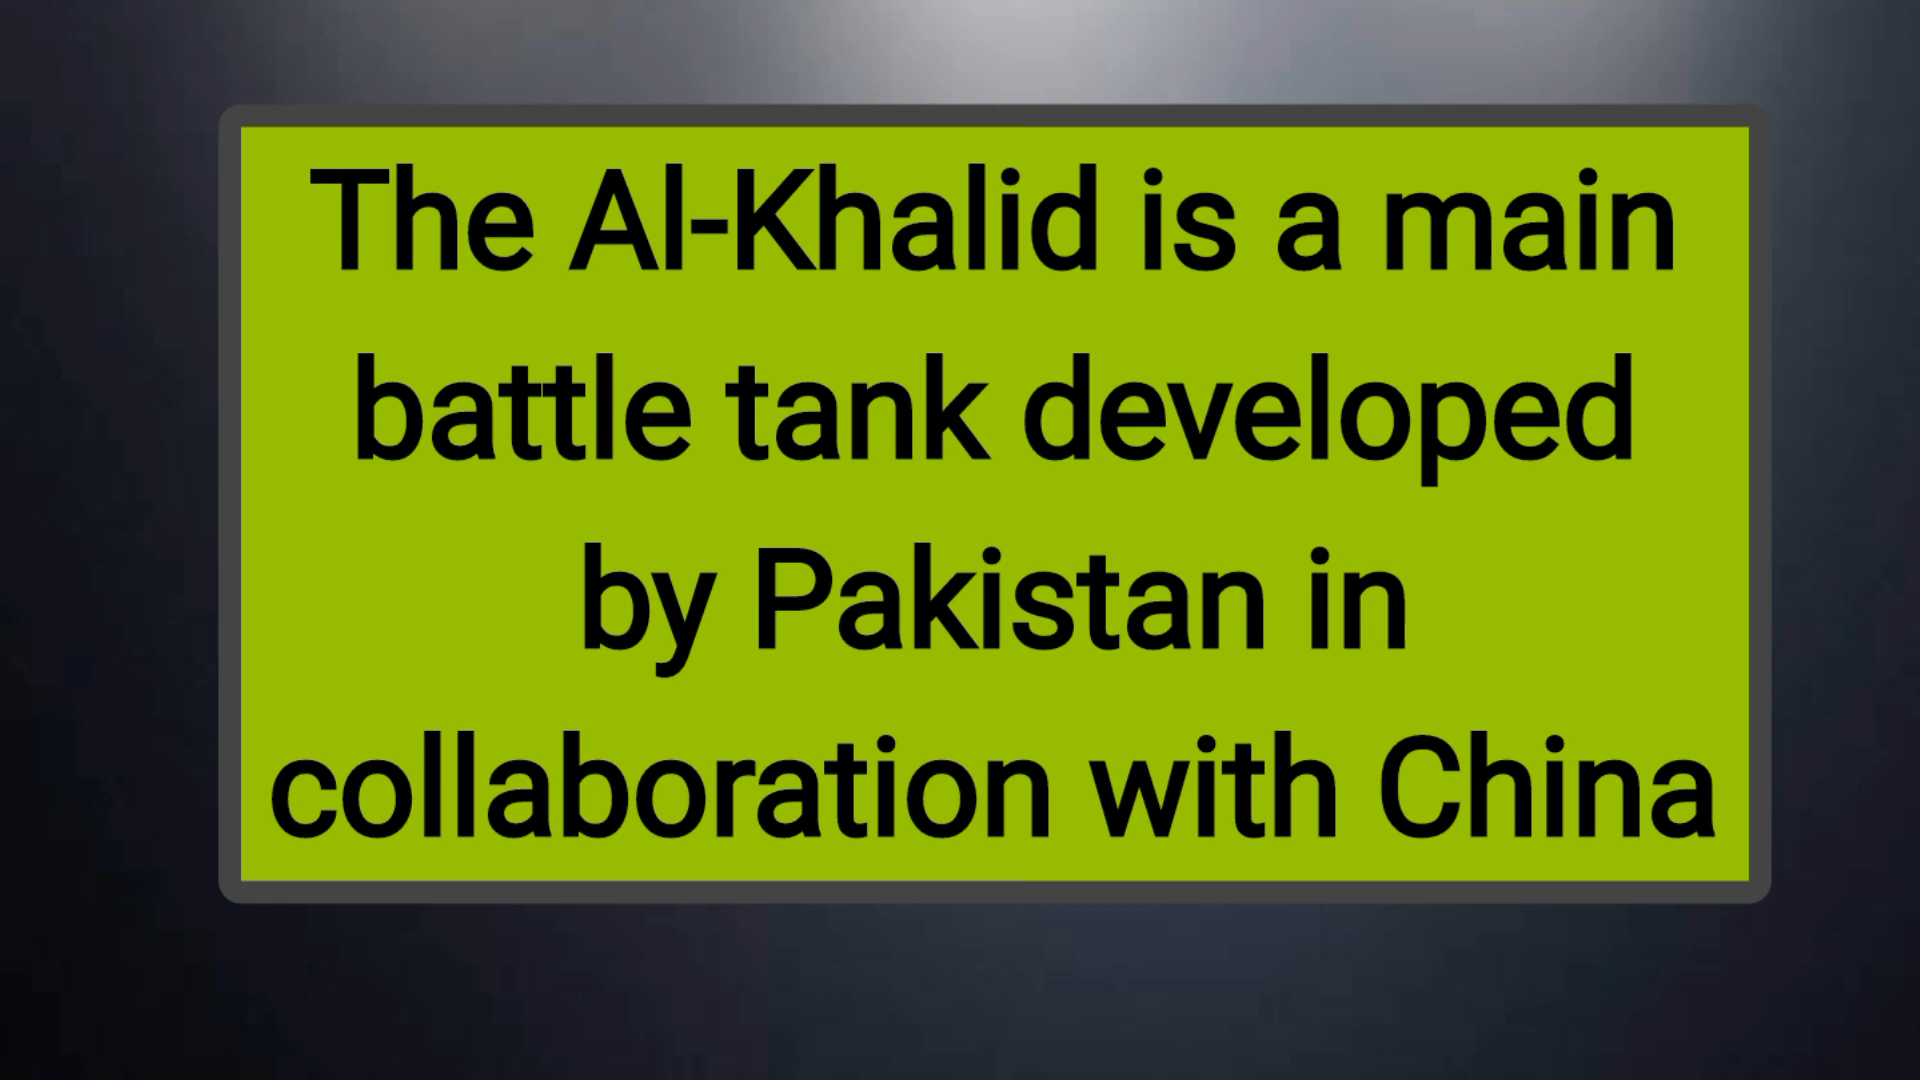 The Al-Khalid is a main
battle tank developed
by Pakistan in
collaboration with China